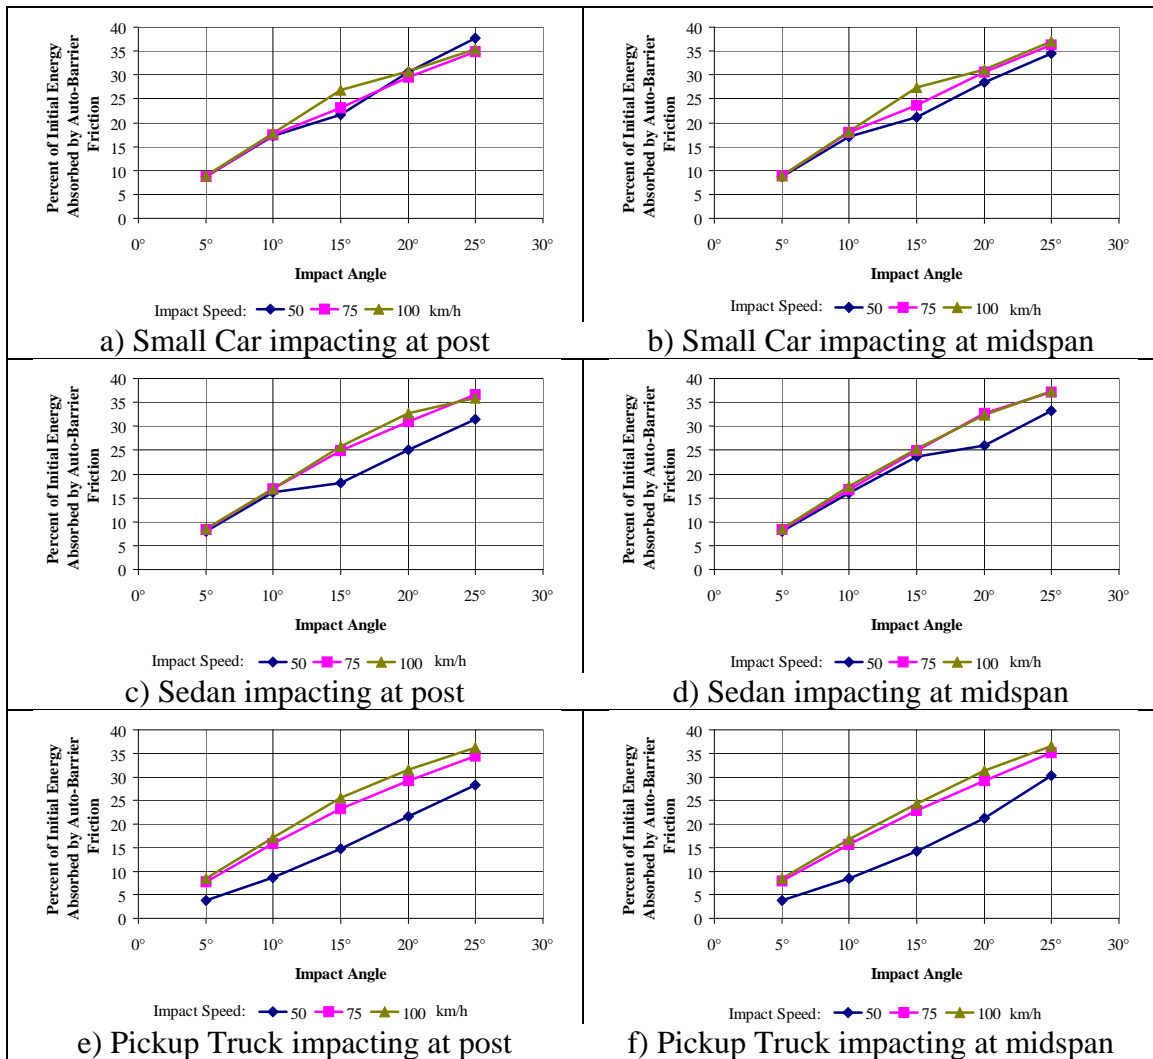 Percent of Initial Energy
Absorbed by Auto-Barrier
Friction
40
35
30
25
20
15
10
5
0
0° 5° 10° 15° 20° 25° 30°
Impact Angle
Impact Speed: 50 75 100 km/h
a) Small Car impacting at post
Percent of Initial Energy
Absorbed by Auto-Barrier
Friction
40
35
30
25
20
15
10
5
0
0° 5° 10° 15° 20° 25° 30°
Impact Angle
Impact Speed: 50 75 100 km/h
b) Small Car impacting at midspan
Percent of Initial Energy
Absorbed by Auto-Barrier
Friction
40
35
30
25
20
15
10
5
0
0° 5° 10° 15° 20° 25° 30°
Impact Angle
Impact Speed: 50 75 100 km/h
c) Sedan impacting at post
Percent of Initial Energy
Absorbed by Auto-Barrier
Friction
40
35
30
25
20
15
10
5
0
0° 5° 10° 15° 20° 25° 30°
Impact Angle
Impact Speed: 50 75 100 km/h
d) Sedan impacting at midspan
Percent of Initial Energy
Absorbed by Auto-Barrier
Friction
40
35
30
25
20
15
10
5
0
0° 5° 10° 15° 20° 25° 30°
Impact Angle
Impact Speed: 50 75 100 km/h
e) Pickup Truck impacting at post
Percent of Initial Energy
Absorbed by Auto-Barrier
Friction
40
35
30
25
20
15
10
5
0
0° 5° 10° 15° 20° 25° 30°
Impact Angle
Impact Speed: 50 75 100 km/h
f) Pickup Truck impacting at midspan